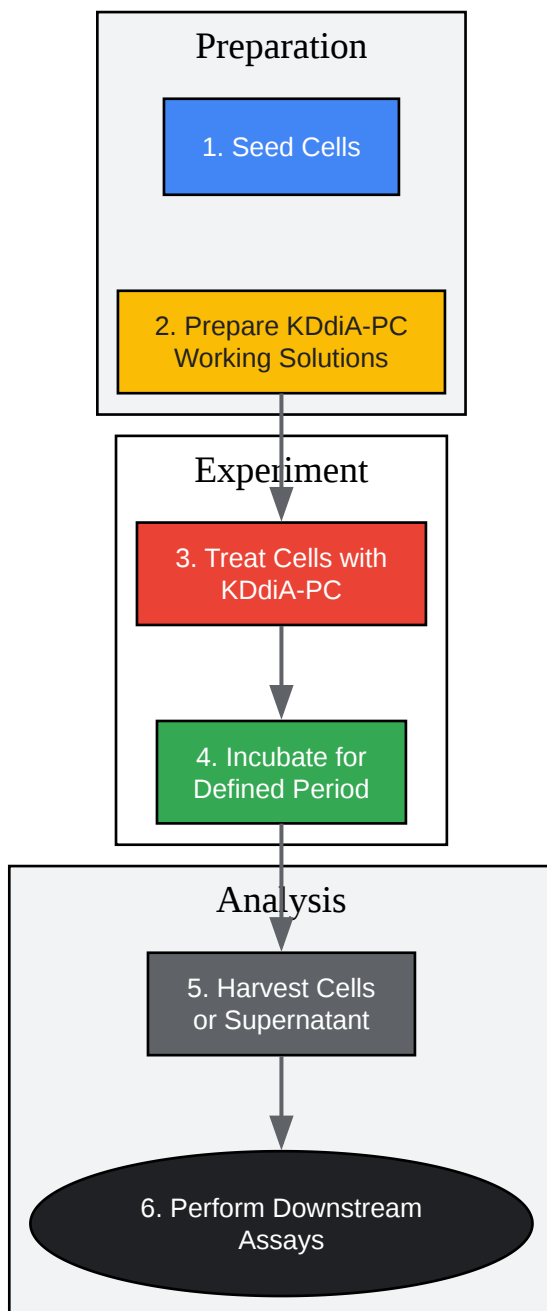 Preparation
1. Seed Cells
2. Prepare KDdiA-PC
Working Solutions
Experiment
3. Treat Cells with
KDdiA-PC
4. Incubate for
Defined Period
Analysis
5. Harvest Cells
or Supernatant
6. Perform Downstream
Assays